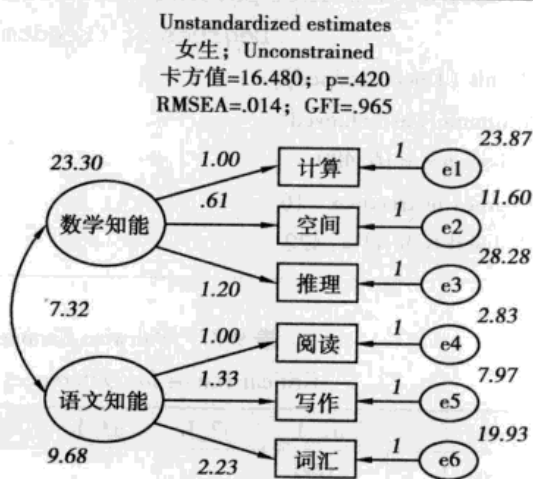 Unstandardized estimates
女生；Unconstrained
卡方值=16.480；p=.420
RMSEA=.014；GFI=.965
23.30
数学知能
7.32
语文知能
9.68
1.00
.61
1.20
1.00
1.33
2.23
计算
空间
推理
阅读
写作
词汇
1
1
1
1
1
1
e1
e2
e3
e4
e5
e6
23.87
11.60
28.28
2.83
7.97
19.93